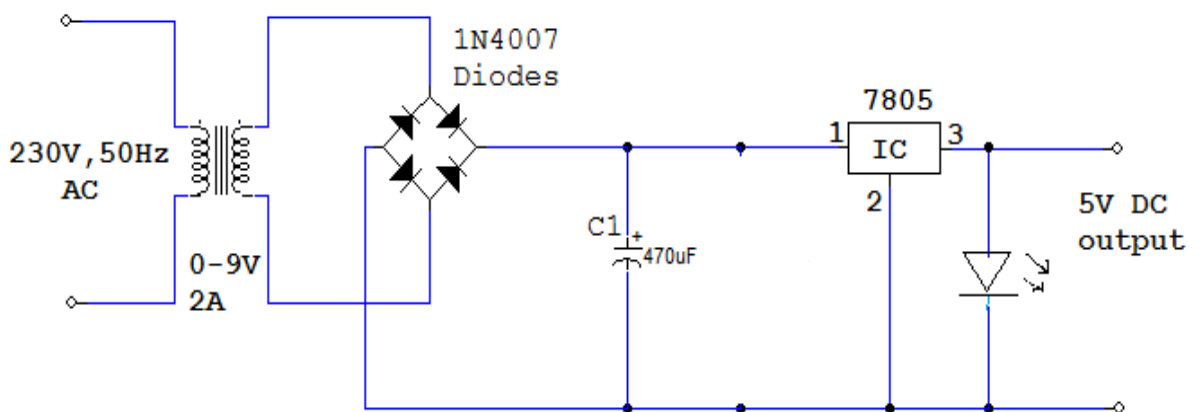 1N4007
Diodes
7805
1
IC
3
230V,50Hz
AC
2
5V DC
output
C1
+
470uF
0-9V
2A